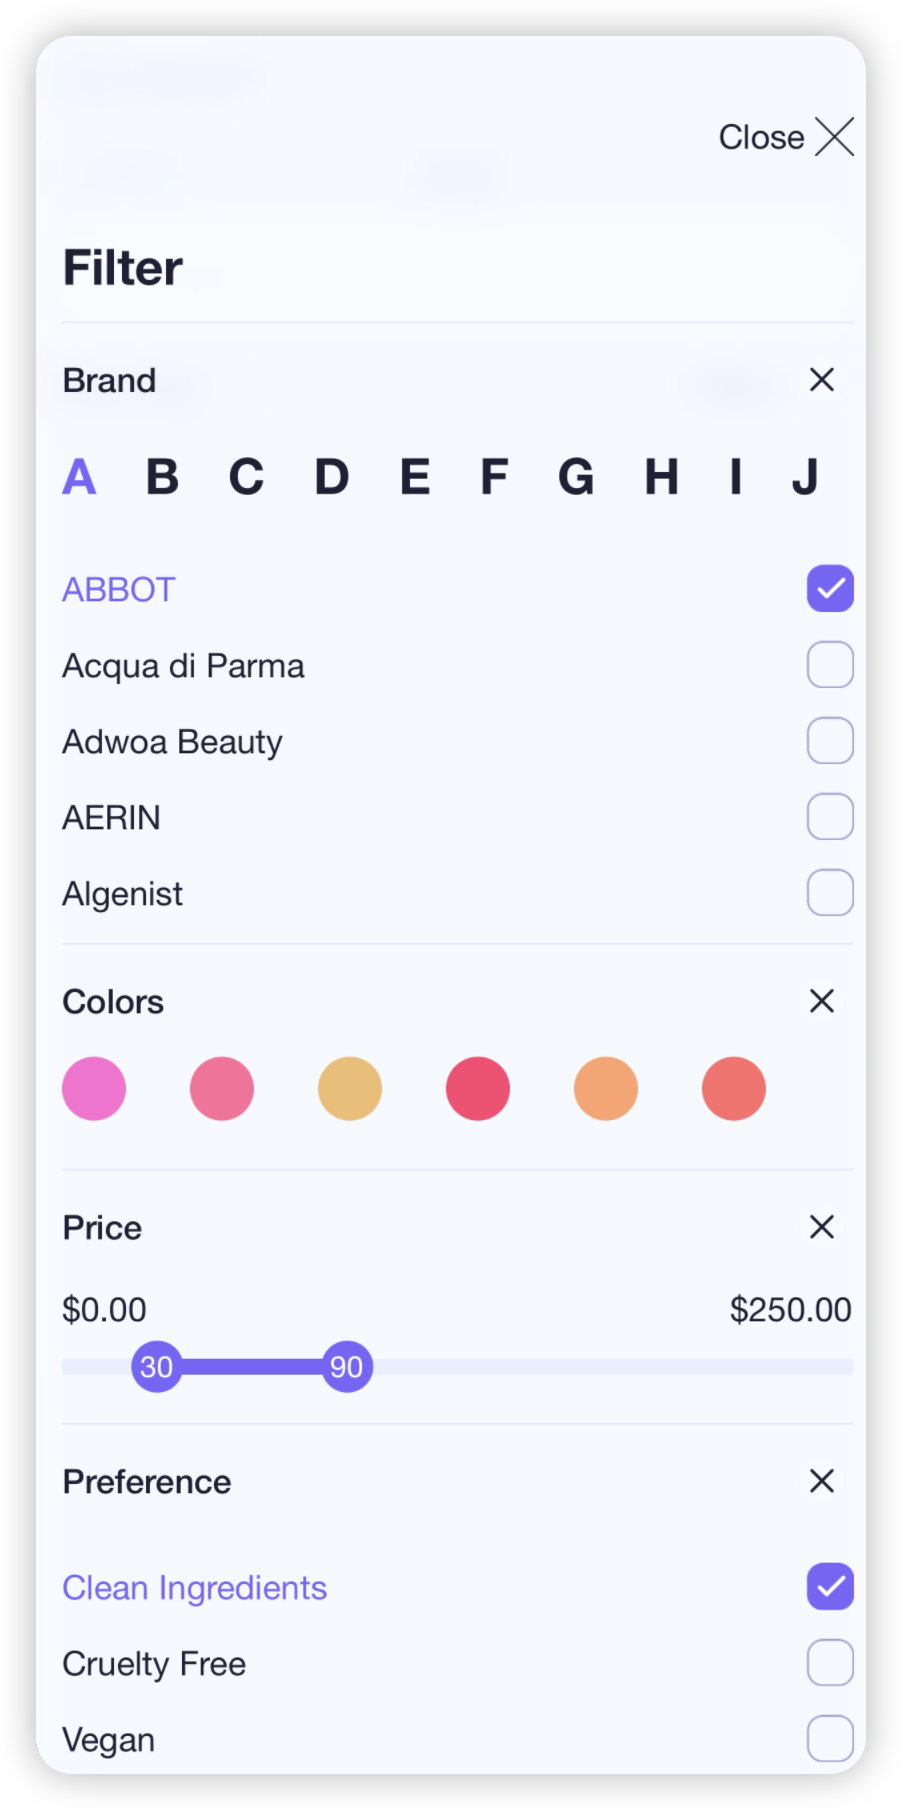 Close
Filter
Brand
A B C D E F G H I J
ABBOT
Acqua di Parma
Adwoa Beauty
AERIN
Algenist
Colors
Price
$0.00 $250.00
30 90
Preference
Clean Ingredients
Cruelty Free
Vegan